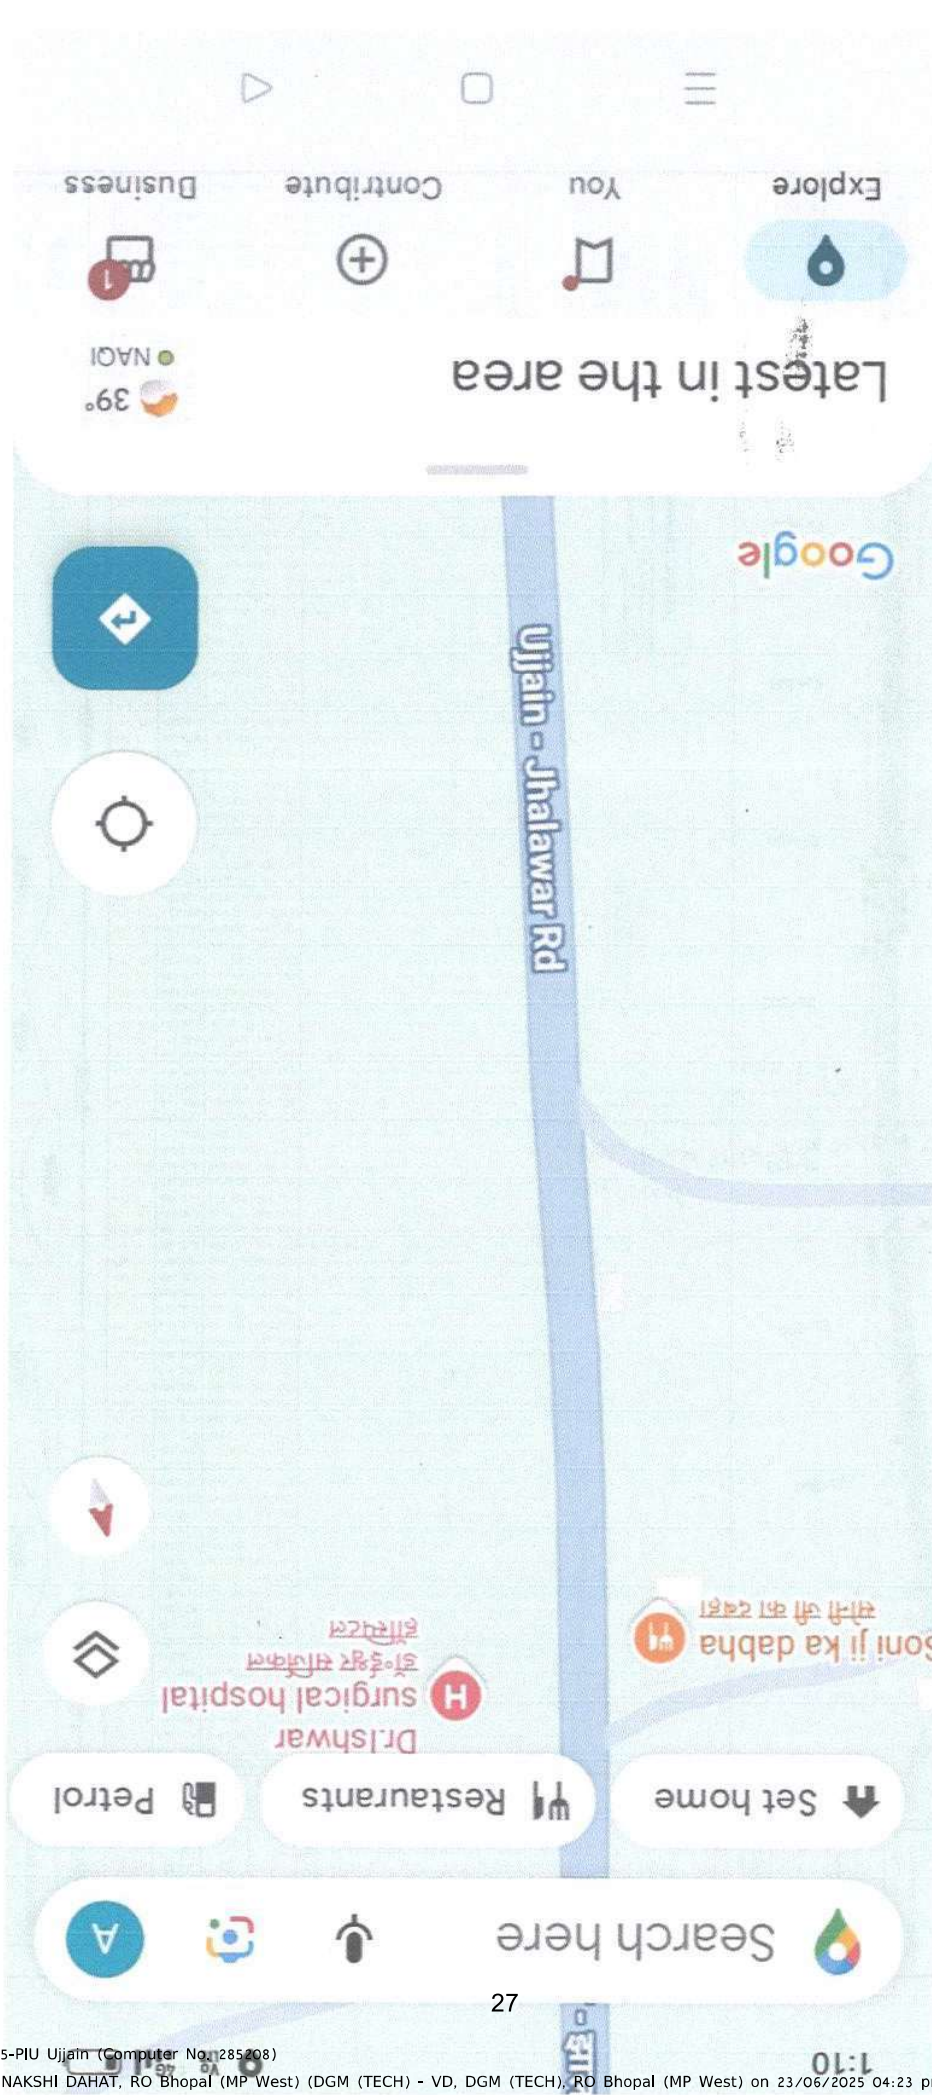 1:10
Search here
A
Set home
Restaurants
Petrol
Dr.Ishwar
surgical hospital
डॉ॰ईश्वर सर्जिकल
हॉस्पिटल
H
Soni ji ka dabha
सोनी जी का दबहा
Ujjain - Jhalawar Rd
Google
Latest in the area
39°
NAQI
1
Explore
You
Contribute
Business
27
5-PIU Ujjain (Computer No. 285208)
NAKSHI DAHAT, RO Bhopal (MP West) (DGM (TECH) - VD, DGM (TECH), RO Bhopal (MP West) on 23/06/2025 04:23 p